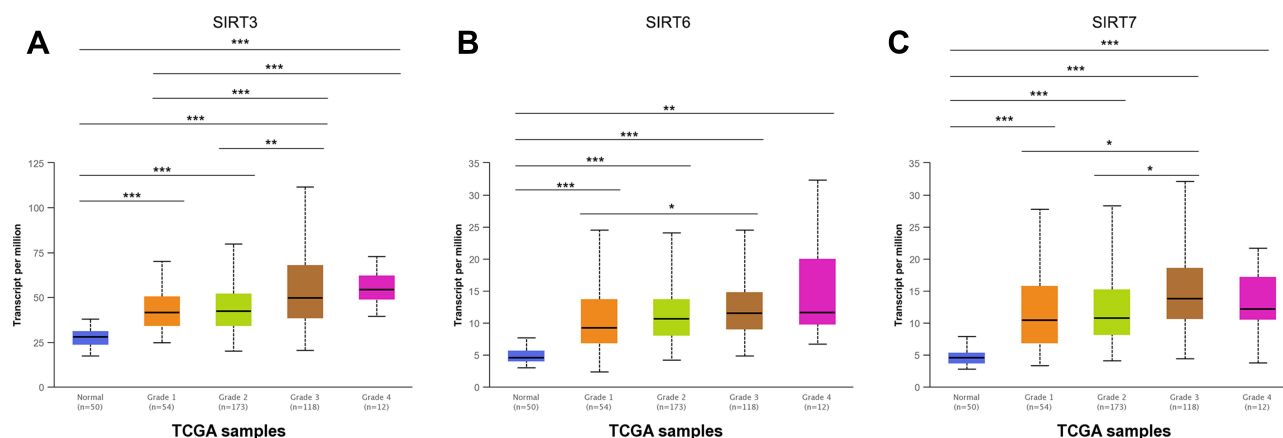 SIRT3
A
***
***
***
***
**
***
***
Transcript per million
125
100
75
50
25
0
Normal
(n=50)
Grade 1
(n=54)
Grade 2
(n=173)
Grade 3
(n=118)
Grade 4
(n=12)
TCGA samples
SIRT6
B
**
***
***
***
*
Transcript per million
35
30
25
20
15
10
5
0
Normal
(n=50)
Grade 1
(n=54)
Grade 2
(n=173)
Grade 3
(n=118)
Grade 4
(n=12)
TCGA samples
SIRT7
C
***
***
***
***
*
*
Transcript per million
35
30
25
20
15
10
5
0
Normal
(n=50)
Grade 1
(n=54)
Grade 2
(n=173)
Grade 3
(n=118)
Grade 4
(n=12)
TCGA samples